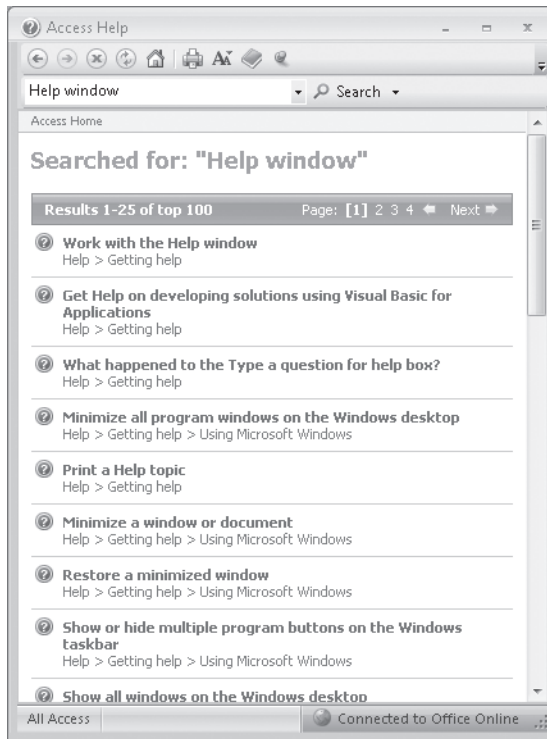 Access Help
Help window
Search
Access Home
Searched for: "Help window"
Results 1-25 of top 100 Page: [1] 2 3 4 Next
Work with the Help window
Help > Getting help
Get Help on developing solutions using Visual Basic for
Applications
Help > Getting help
What happened to the Type a question for help box?
Help > Getting help
Minimize all program windows on the Windows desktop
Help > Getting help > Using Microsoft Windows
Print a Help topic
Help > Getting help
Minimize a window or document
Help > Getting help > Using Microsoft Windows
Restore a minimized window
Help > Getting help > Using Microsoft Windows
Show or hide multiple program buttons on the Windows
taskbar
Help > Getting help > Using Microsoft Windows
Show all windows on the Windows desktop
All Access Connected to Office Online